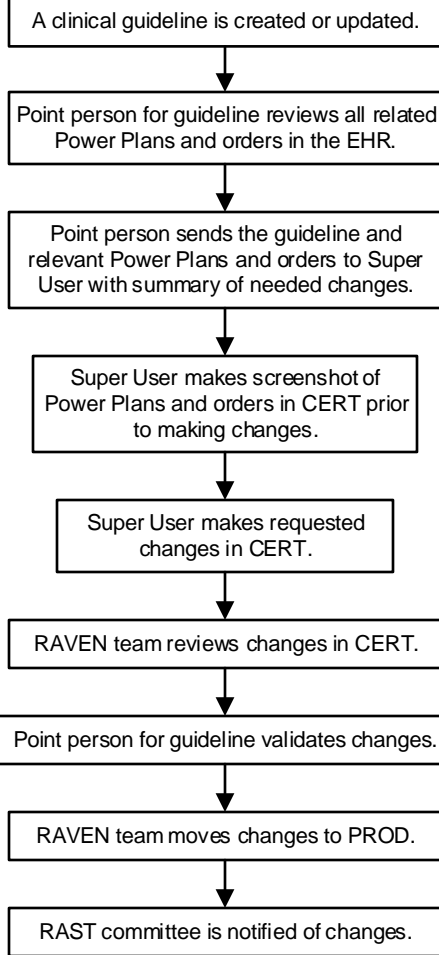 A clinical guideline is created or updated.
Point person for guideline reviews all related
Power Plans and orders in the EHR.
Point person sends the guideline and
relevant Power Plans and orders to Super
User with summary of needed changes.
Super User makes screenshot of
Power Plans and orders in CERT prior
to making changes.
Super User makes requested
changes in CERT.
RAVEN team reviews changes in CERT.
Point person for guideline validates changes.
RAVEN team moves changes to PROD.
RAST committee is notified of changes.